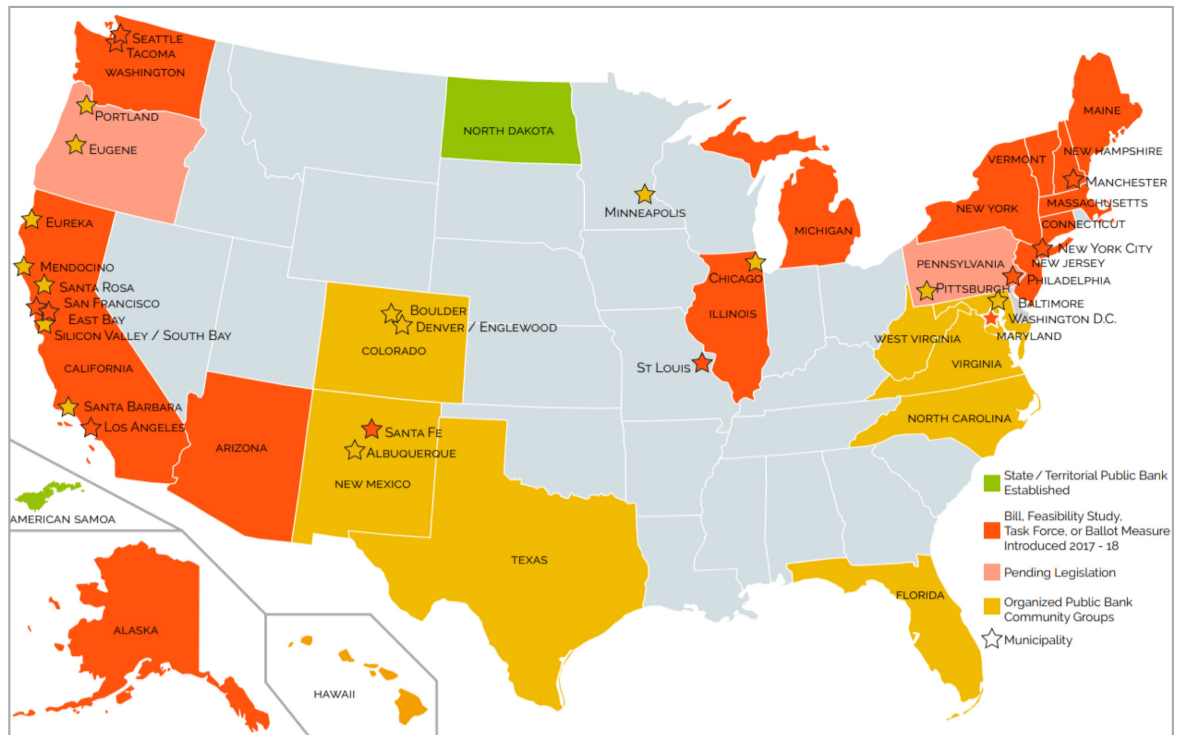 SEATTLE
TACOMA
WASHINGTON
PORTLAND
EUGENE
EUREKA
MENDOCINO
SANTA ROSA
SAN FRANCISCO
EAST BAY
SILICON VALLEY / SOUTH BAY
CALIFORNIA
SANTA BARBARA
LOS ANGELES
ARIZONA
NORTH DAKOTA
MINNEAPOLIS
BOULDER
DENVER / ENGLEWOOD
COLORADO
SANTA FE
ALBUQUERQUE
NEW MEXICO
TEXAS
CHICAGO
ILLINOIS
ST LOUIS
MICHIGAN
MAINE
NEW HAMPSHIRE
VERMONT
MANCHESTER
MASSACHUSETTS
NEW YORK
CONNECTICUT
NEW YORK CITY
NEW JERSEY
PENNSYLVANIA
PHILADELPHIA
PITTSBURGH
BALTIMORE
WASHINGTON D.C.
MARYLAND
WEST VIRGINIA
VIRGINIA
NORTH CAROLINA
FLORIDA
AMERICAN SAMOA
ALASKA
HAWAII
State / Territorial Public Bank
Established
Bill, Feasibility Study,
Task Force, or Ballot Measure
Introduced 2017 - 18
Pending Legislation
Organized Public Bank
Community Groups
Municipality